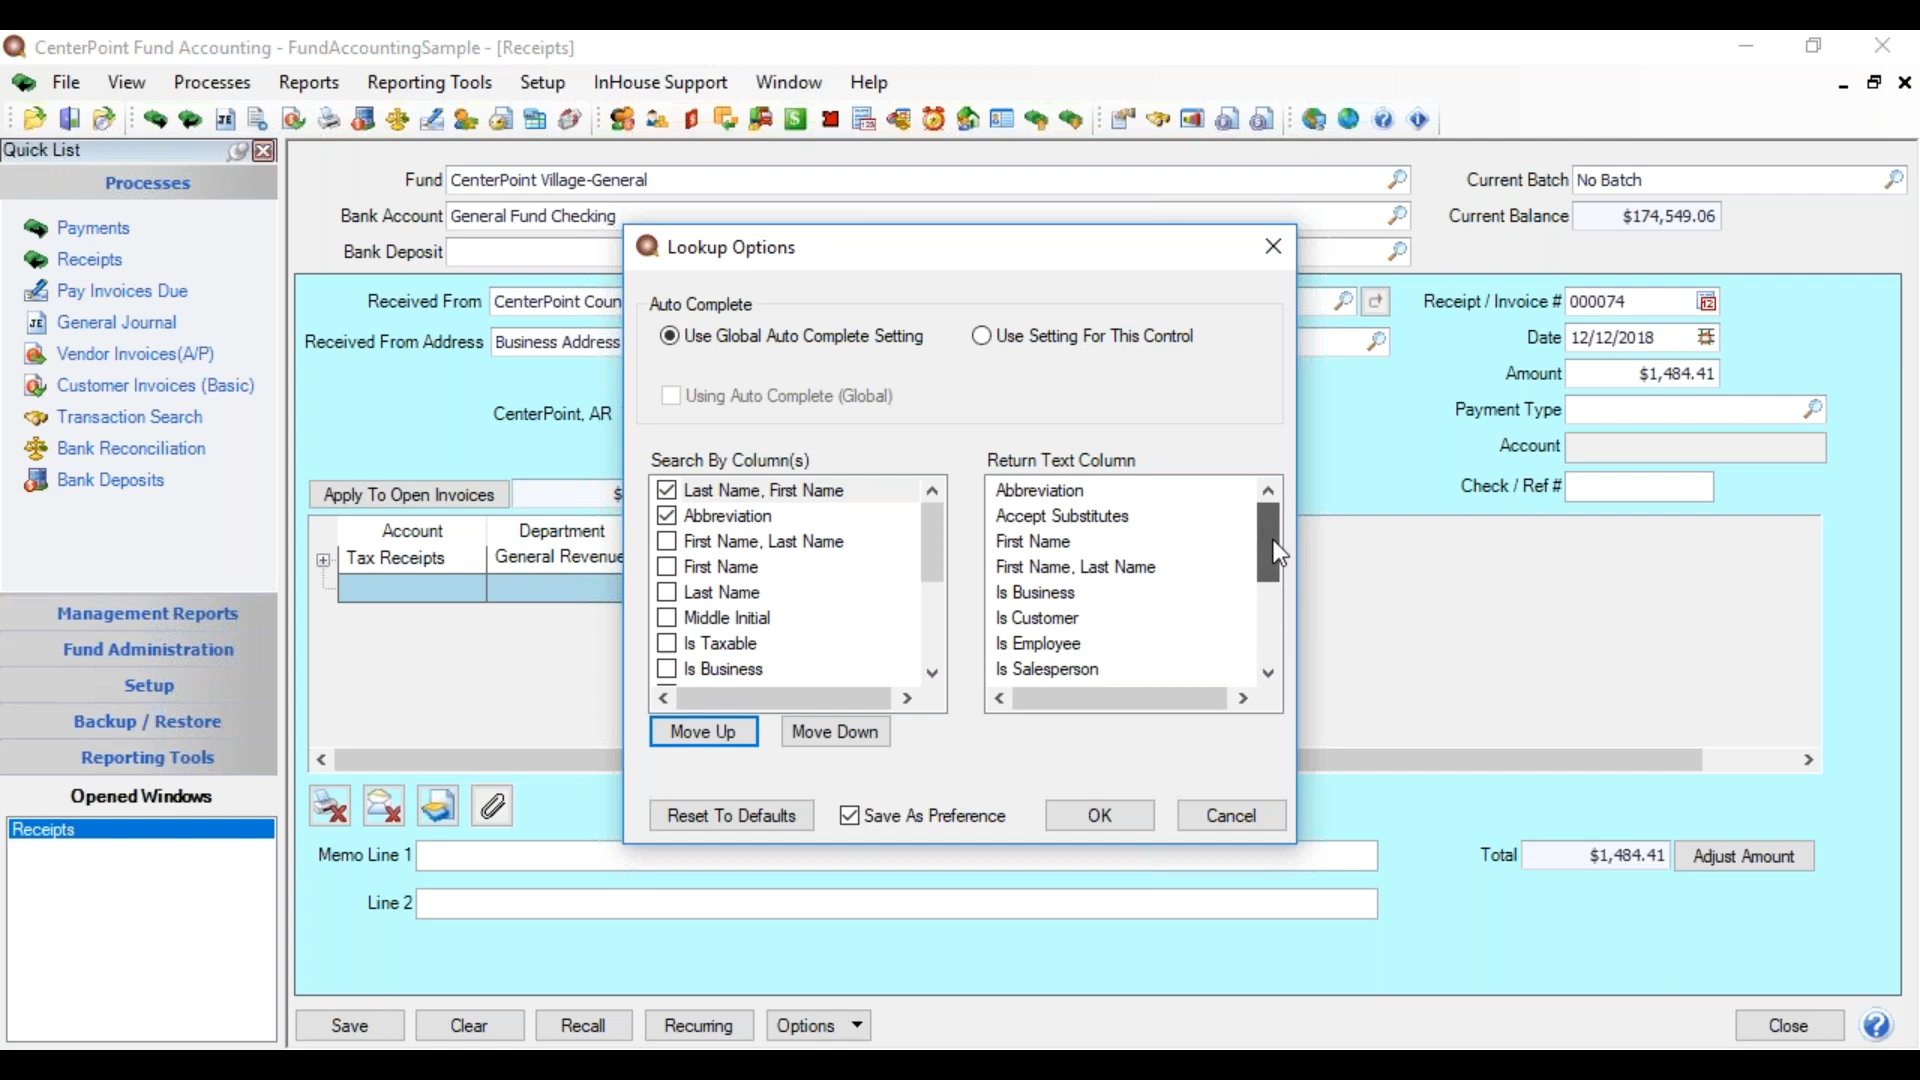 CenterPoint Fund Accounting - FundAccountingSample - [Receipts]
File View Processes Reports Reporting Tools Setup InHouse Support Window Help
Quick List
Processes
Payments
Receipts
Pay Invoices Due
General Journal
Vendor Invoices(A/P)
Customer Invoices (Basic)
Transaction Search
Bank Reconciliation
Bank Deposits
Management Reports
Fund Administration
Setup
Backup / Restore
Reporting Tools
Opened Windows
Receipts
Fund CenterPoint Village-General
Current Batch No Batch
Bank Account General Fund Checking
Current Balance $174,549.06
Bank Deposit
Received From CenterPoint Coun
Receipt / Invoice # 000074
Received From Address Business Address
Date 12/12/2018
Amount $1,484.41
CenterPoint, AR
Payment Type
Account
Check / Ref #
Apply To Open Invoices $
Account Department
Tax Receipts General Revenue
Lookup Options
Auto Complete
Use Global Auto Complete Setting Use Setting For This Control
Using Auto Complete (Global)
Search By Column(s)
Last Name, First Name
Abbreviation
First Name, Last Name
First Name
Last Name
Middle Initial
Is Taxable
Is Business
Return Text Column
Abbreviation
Accept Substitutes
First Name
First Name, Last Name
Is Business
Is Customer
Is Employee
Is Salesperson
Move Up Move Down
Reset To Defaults Save As Preference OK Cancel
Memo Line 1
Total $1,484.41 Adjust Amount
Line 2
Save Clear Recall Recurring Options Close